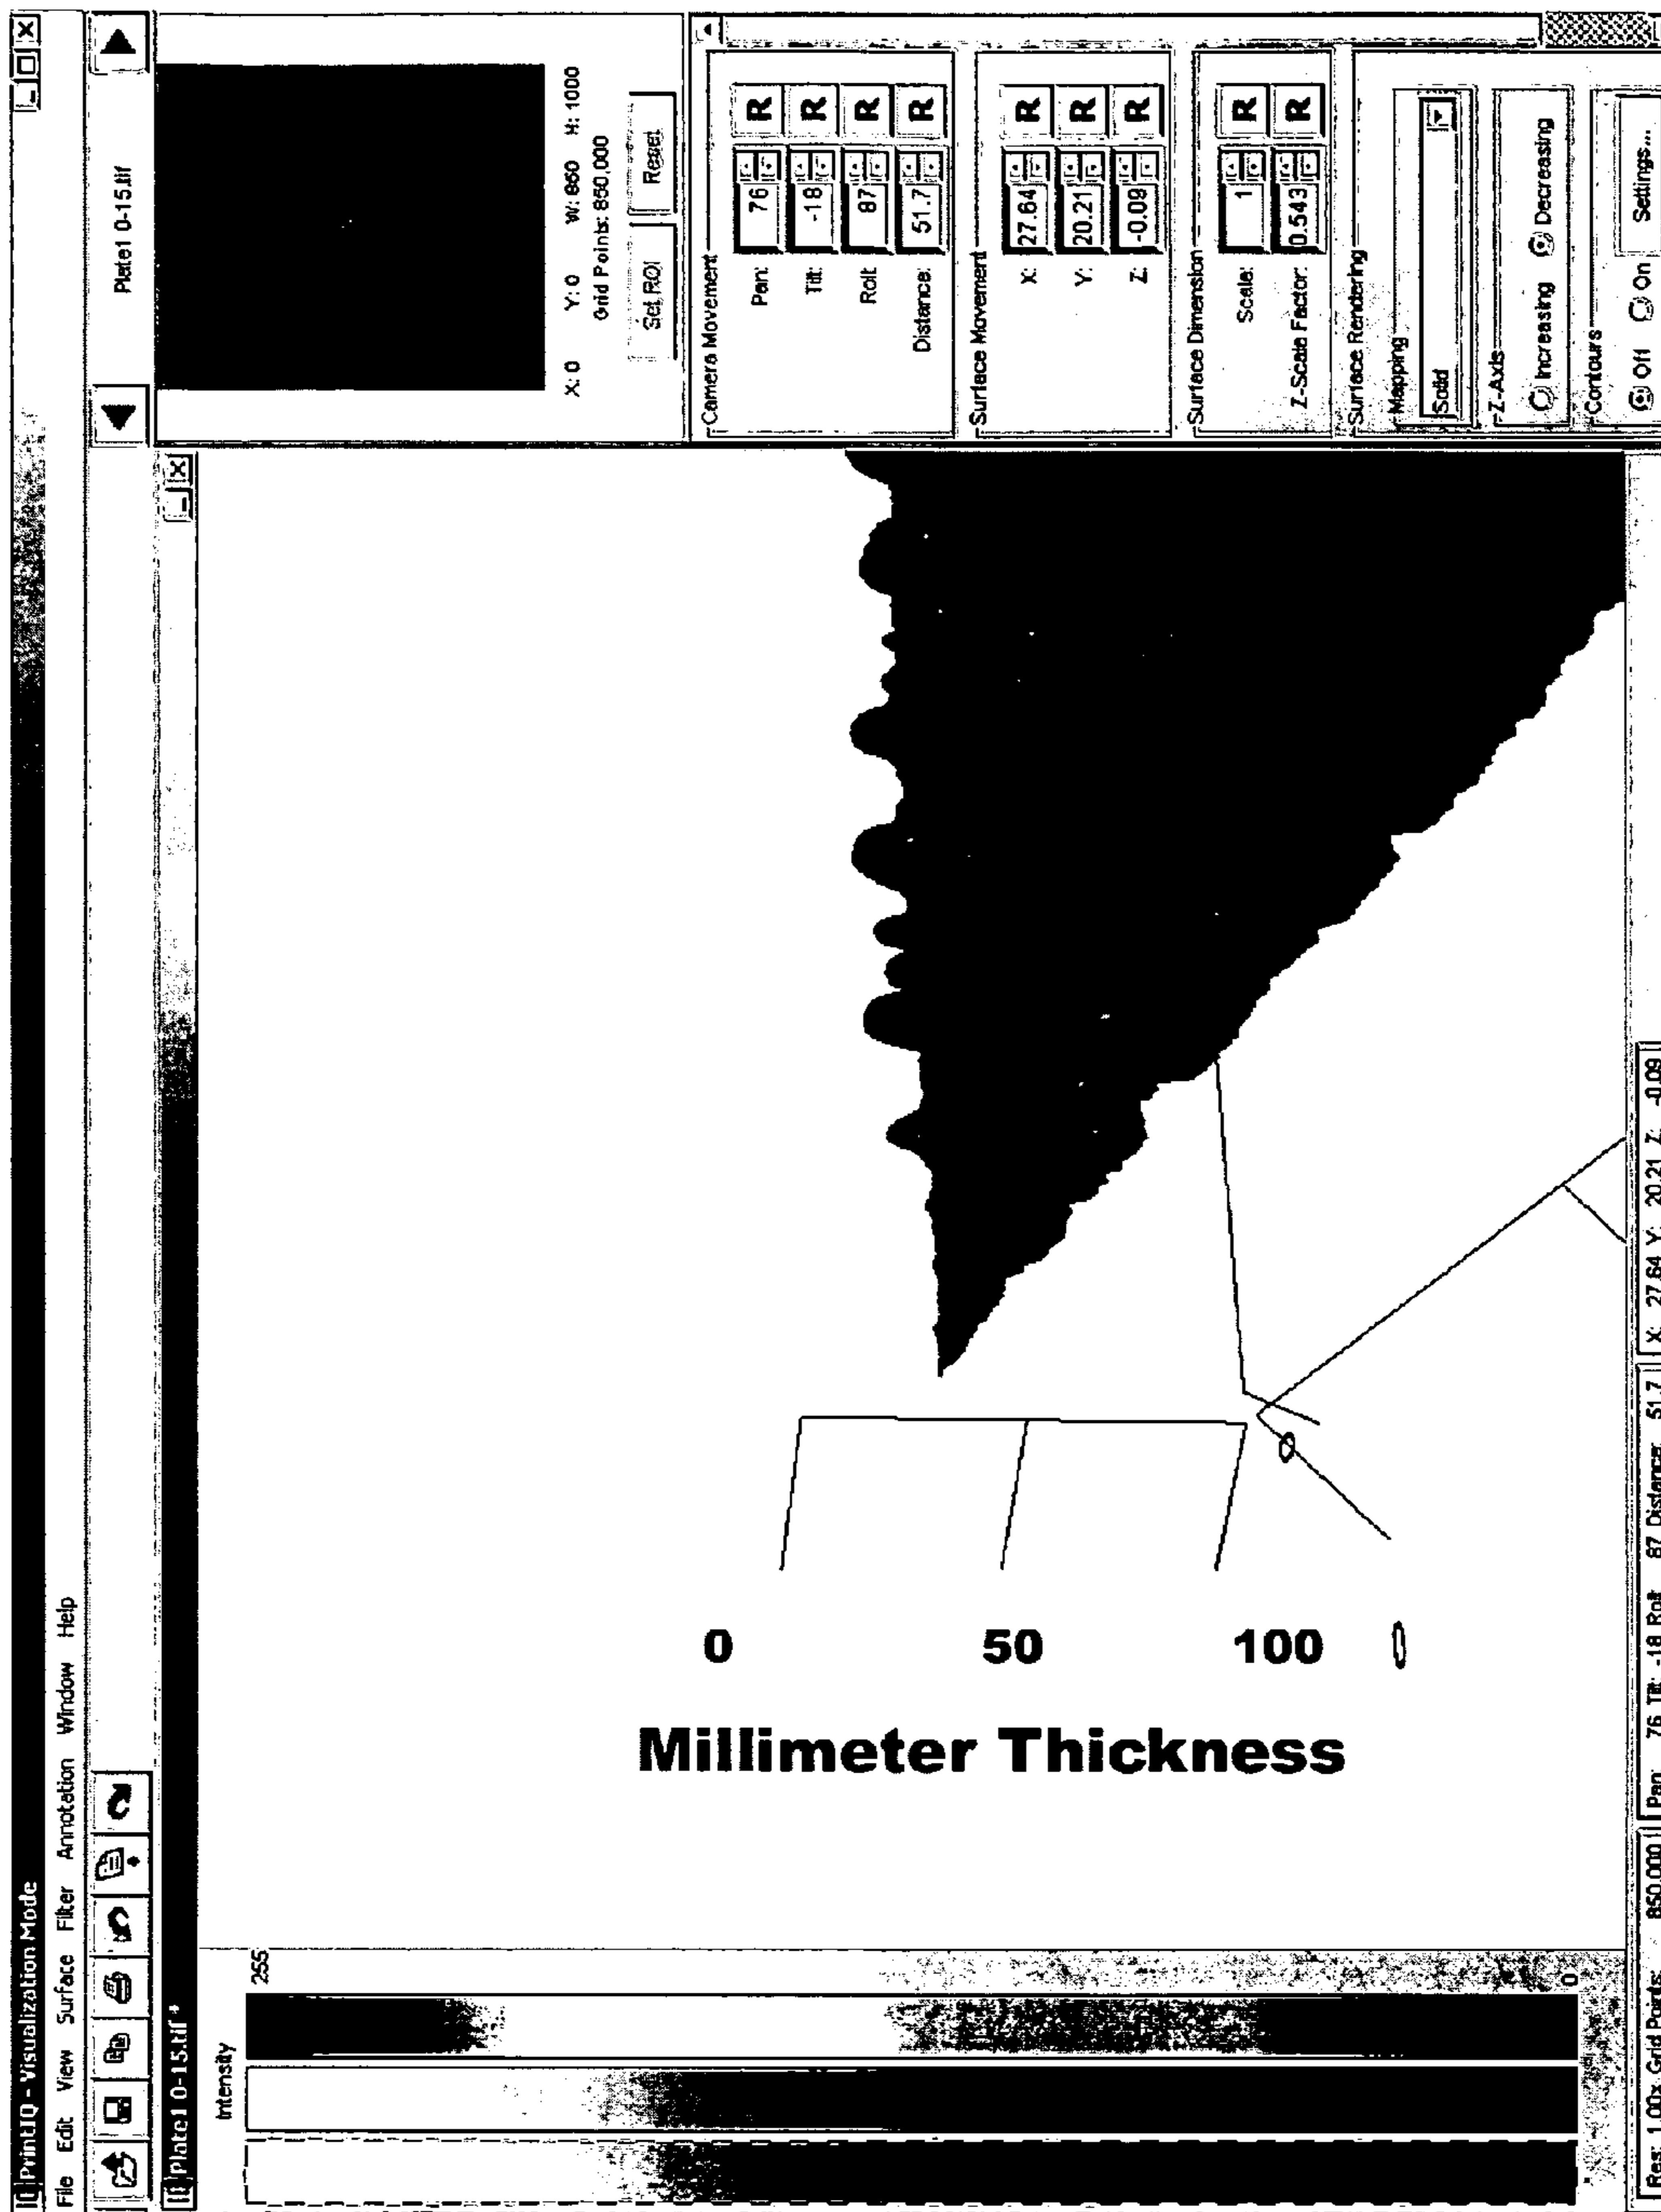 PrintIQ - Visualization Mode
File Edit View Surface Filter Annotation Window Help
Plate1 0-15.tif
Plate1 0-15.tif *
Intensity
255
0
0
50
100
0
0
Millimeter Thickness
X: 0 Y: 0 W: 850 H: 1000
Grid Points: 850,000
Set ROI Reset
Camera Movement
Pan: 76 R
Tilt: -18 R
Roll: 87 R
Distance: 51.7 R
Surface Movement
X: 27.64 R
Y: 20.21 R
Z: -0.09 R
Surface Dimension
Scale: 1 R
Z-Scale Factor: 0.543 R
Surface Rendering
Mapping
Solid
Z-Axis
Increasing Decreasing
Contours
Off On Settings...
Res: 1.00x Grid Points: 850,000 Pan: 76 Tilt: -18 Roll: 87 Distance: 51.7 X: 27.64 Y: 20.21 Z: -0.09